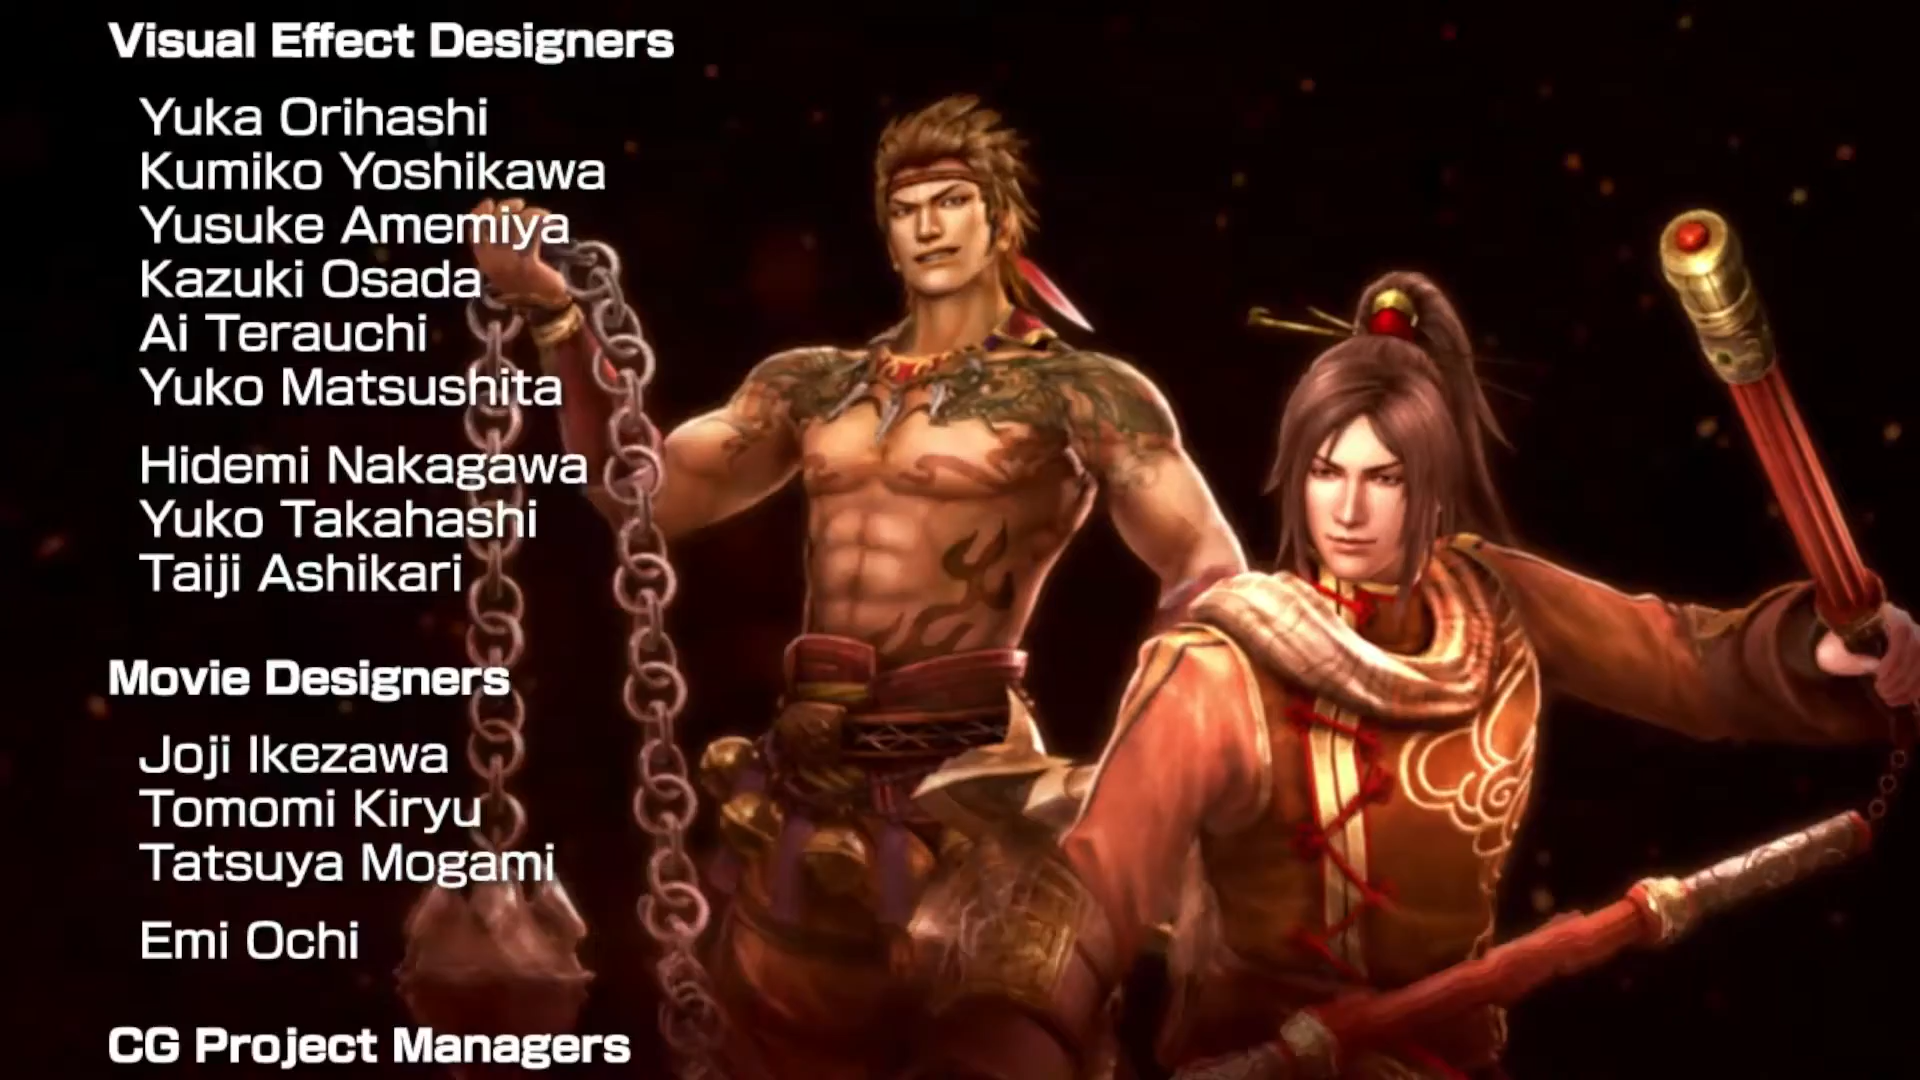 Visual Effect Designers
Yuka Orihashi
Kumiko Yoshikawa
Yusuke Amemiya
Kazuki Osada
Ai Terauchi
Yuko Matsushita
Hidemi Nakagawa
Yuko Takahashi
Taiji Ashikari
Movie Designers
Joji Ikezawa
Tomomi Kiryu
Tatsuya Mogami
Emi Ochi
CG Project Managers